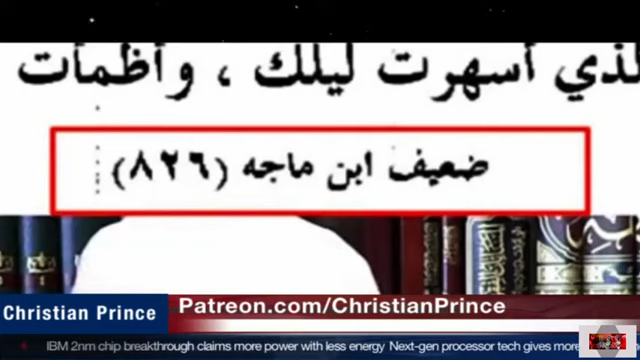 لذي أسهرت ليلك ، وأظمأت
ضعيف ابن ماجه (٨٢٦)
Christian Prince
Patreon.com/ChristianPrince
IBM 2nm chip breakthrough claims more power with less energy Next-gen processor tech gives more